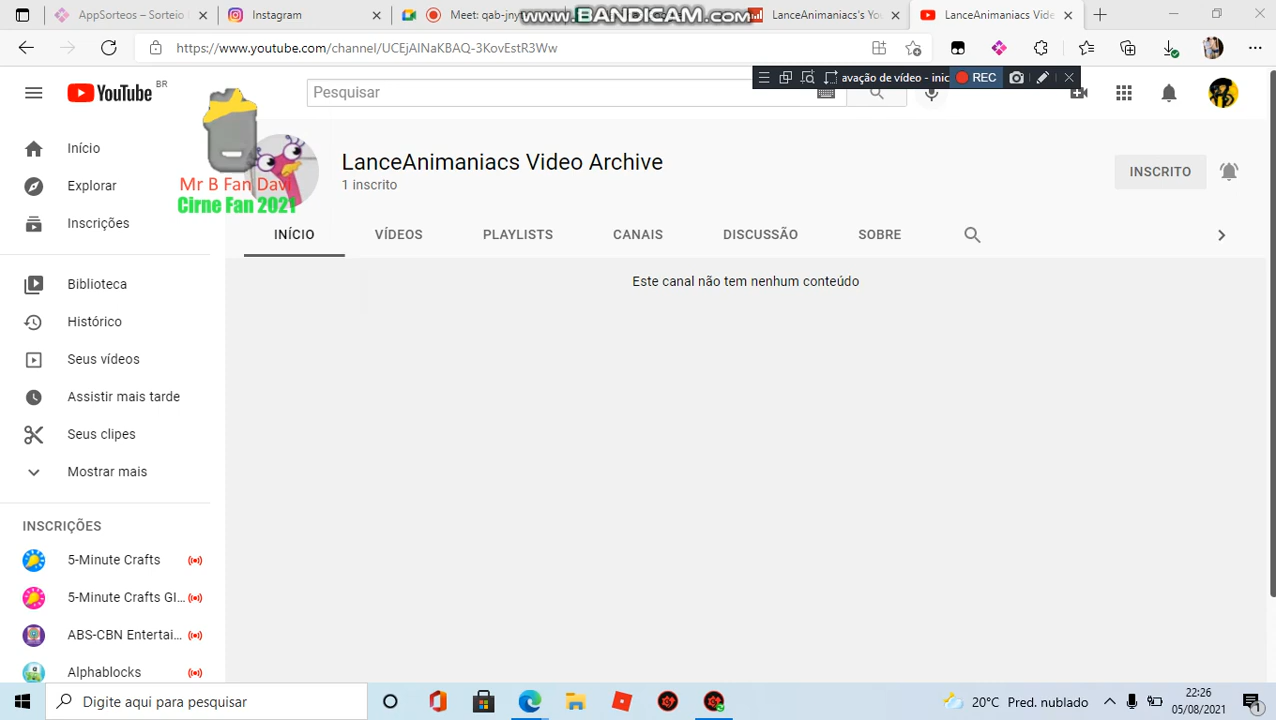 Instagram
Meet: qab-jny
www.BANDICAM.com
LanceAnimaniacs's You
LanceAnimaniacs Vide
https://www.youtube.com/channel/UCEjAlNaKBAQ-3KovEstR3Ww
avação de vídeo - inic
REC
YouTube BR
Pesquisar
Início
Explorar
Inscrições
Biblioteca
Histórico
Seus vídeos
Assistir mais tarde
Seus clipes
Mostrar mais
INSCRIÇÕES
5-Minute Crafts
5-Minute Crafts GI...
ABS-CBN Entertai...
Alphablocks
Mr B Fan Davi
Cirne Fan 2021
LanceAnimaniacs Video Archive
1 inscrito
INSCRITO
INÍCIO
VÍDEOS
PLAYLISTS
CANAIS
DISCUSSÃO
SOBRE
Este canal não tem nenhum conteúdo
Digite aqui para pesquisar
20°C Pred. nublado
22:26
05/08/2021
1